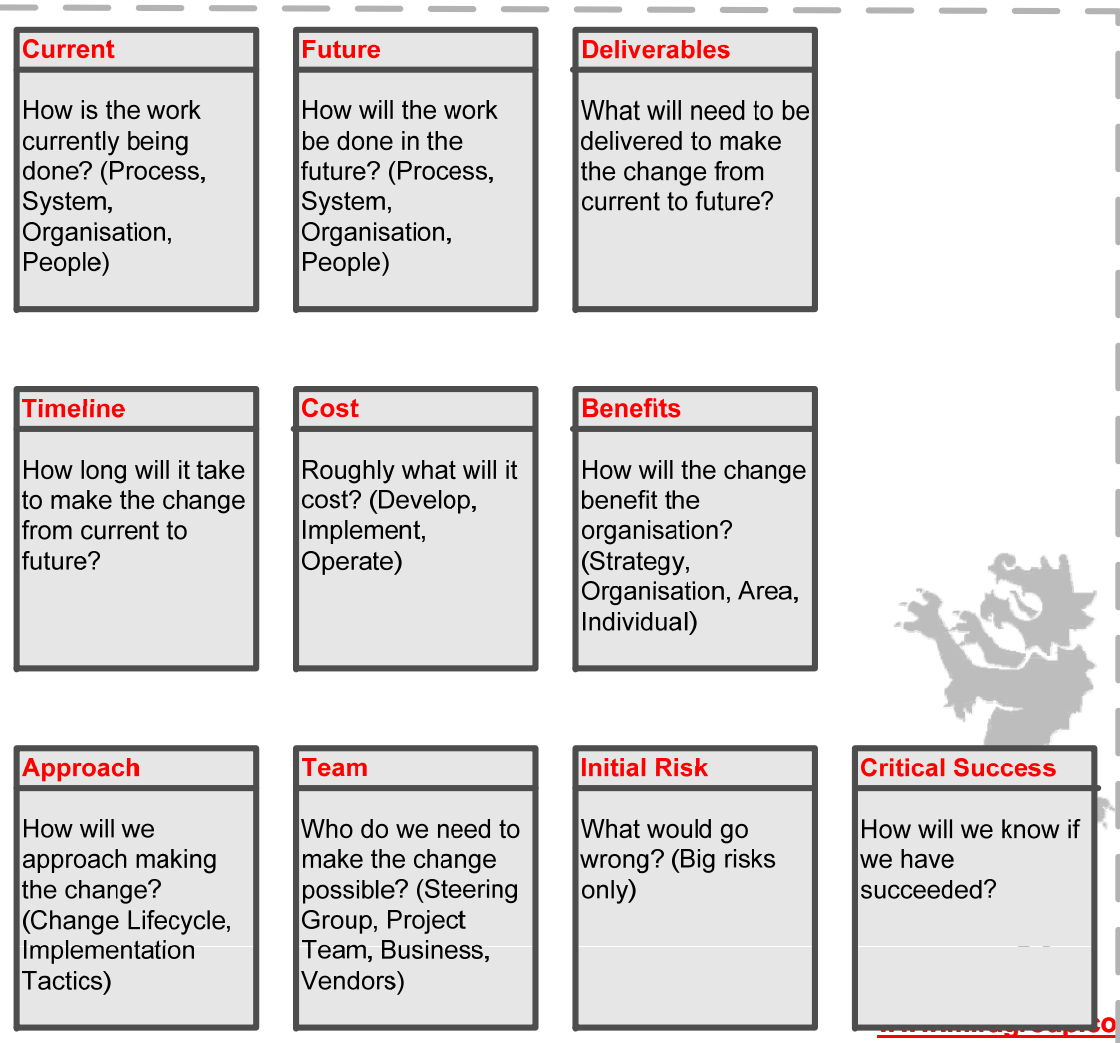 Current
How is the work
currently being
done? (Process,
System,
Organisation,
People)
Future
How will the work
be done in the
future? (Process,
System,
Organisation,
People)
Deliverables
What will need to be
delivered to make
the change from
current to future?
Timeline
How long will it take
to make the change
from current to
future?
Cost
Roughly what will it
cost? (Develop,
Implement,
Operate)
Benefits
How will the change
benefit the
organisation?
(Strategy,
Organisation, Area,
Individual)
Approach
How will we
approach making
the change?
(Change Lifecycle,
Implementation
Tactics)
Team
Who do we need to
make the change
possible? (Steering
Group, Project
Team, Business,
Vendors)
Initial Risk
What would go
wrong? (Big risks
only)
Critical Success
How will we know if
we have
succeeded?